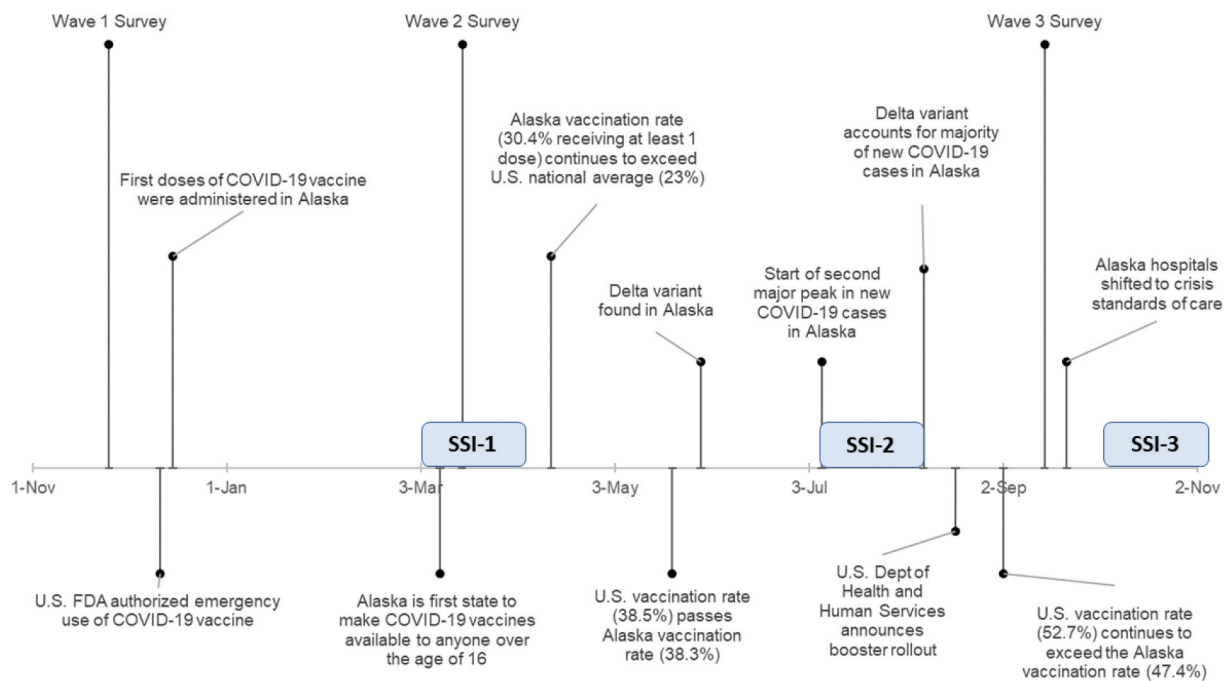 Wave 1 Survey
Wave 2 Survey
Wave 3 Survey
First doses of COVID-19 vaccine
were administered in Alaska
Alaska vaccination rate
(30.4% receiving at least 1
dose) continues to exceed
U.S. national average (23%)
Delta variant
found in Alaska
Start of second
major peak in new
COVID-19 cases
in Alaska
Delta variant
accounts for majority
of new COVID-19
cases in Alaska
Alaska hospitals
shifted to crisis
standards of care
SSI-1
SSI-2
SSI-3
1-Nov
1-Jan
3-Mar
3-May
3-Jul
2-Sep
2-Nov
U.S. FDA authorized emergency
use of COVID-19 vaccine
Alaska is first state to
make COVID-19 vaccines
available to anyone over
the age of 16
U.S. vaccination rate
(38.5%) passes
Alaska vaccination
rate (38.3%)
U.S. Dept of
Health and
Human Services
announces
booster rollout
U.S. vaccination rate
(52.7%) continues to
exceed the Alaska
vaccination rate (47.4%)